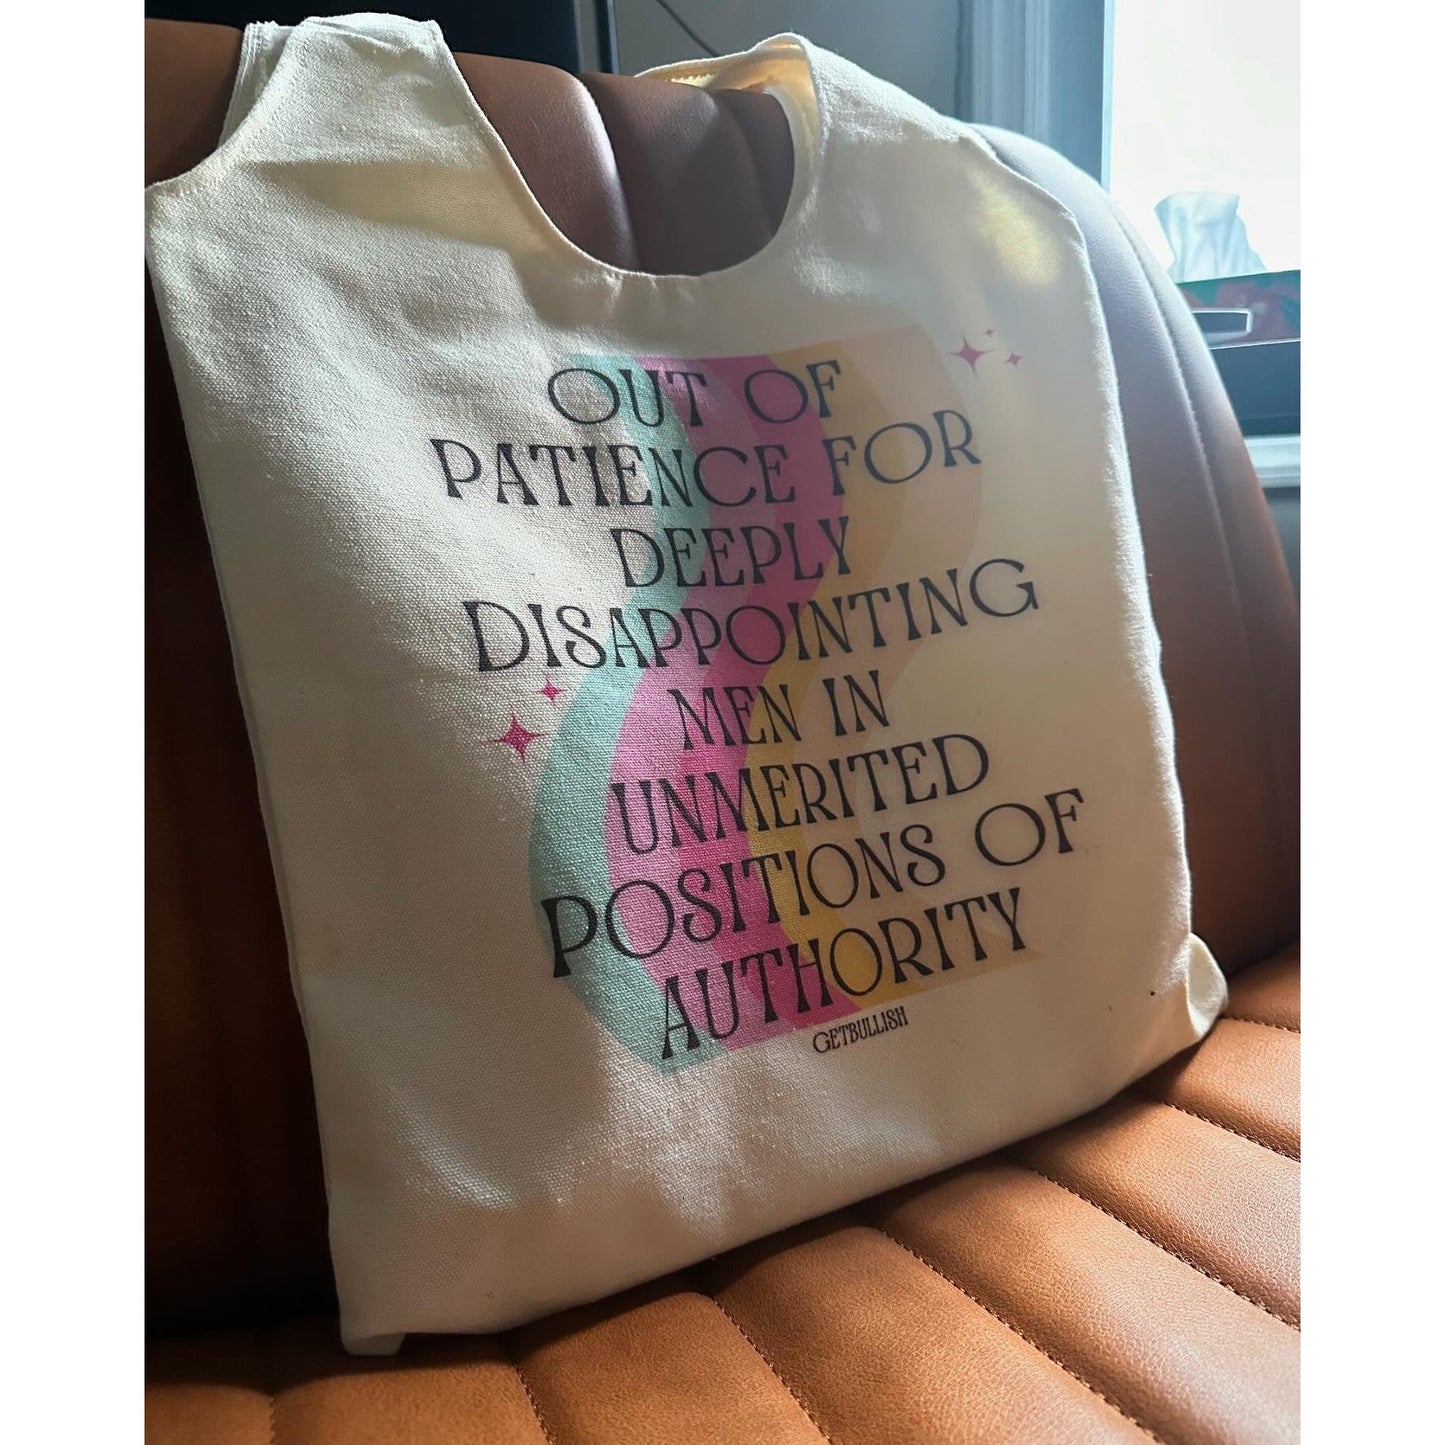 OUT OF
PATIENCE FOR
DEEPLY
DISAPPOINTING
MEN IN
UNMERITED
POSITIONS OF
AUTHORITY
GETBULLISH